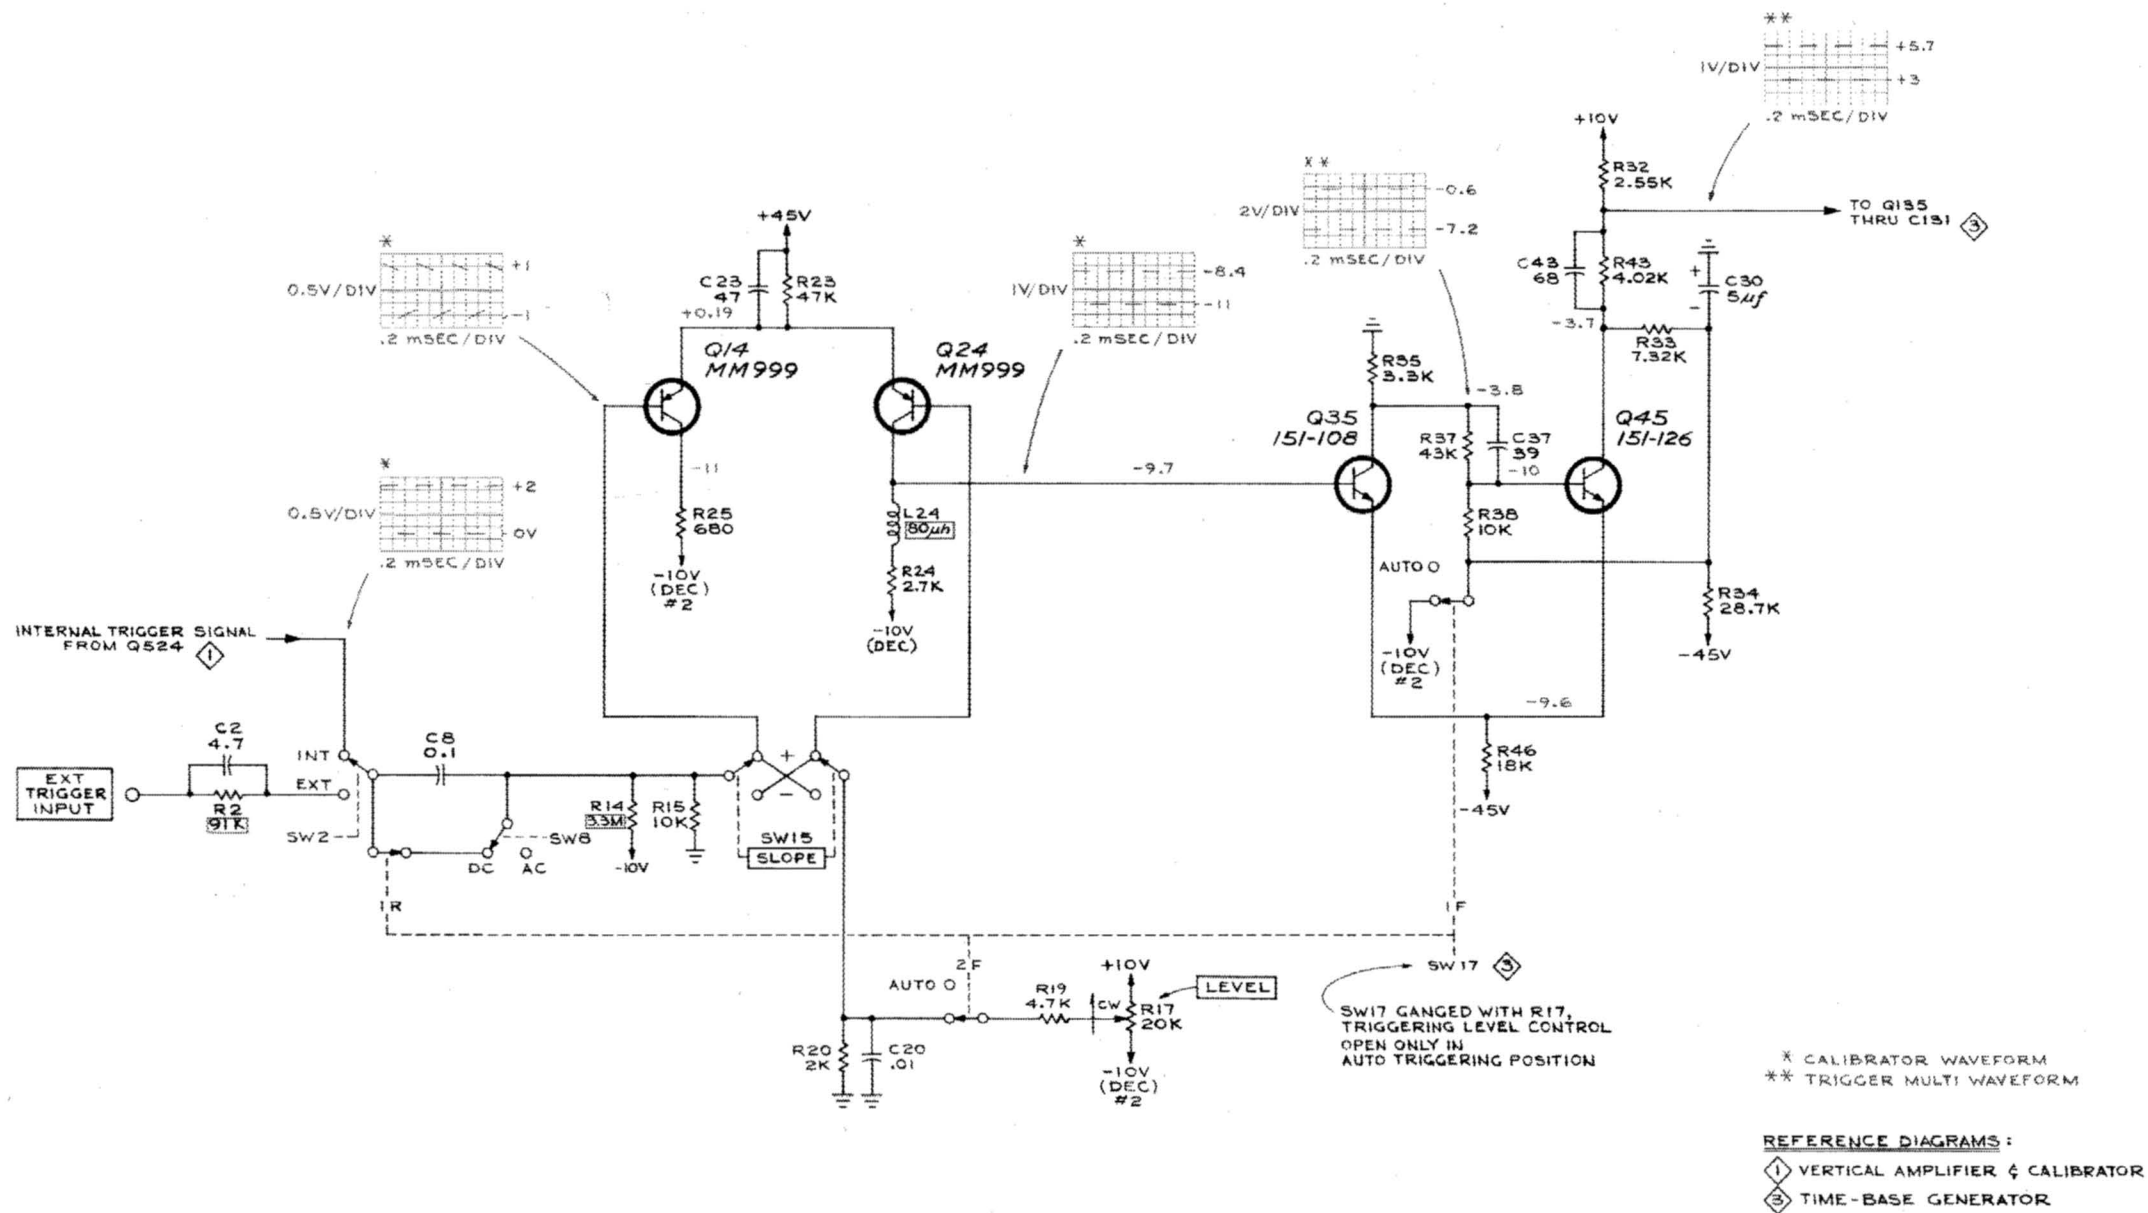 **
+5.7
1V/DIV
+3
.2 mSEC/DIV
+10V
R32
2.55K
TO Q135
THRU C131 3
**
-0.6
2V/DIV
-7.2
.2 mSEC/DIV
C43
68
R43
4.02K
+
C30
5µf
-
-3.7
R33
7.32K
+45V
*
+1
0.5V/DIV
-1
.2 mSEC/DIV
C23
47
R23
47K
+0.19
*
-8.4
1V/DIV
-11
.2 mSEC/DIV
Q14
MM999
Q24
MM999
R35
3.3K
-3.8
Q35
151-108
R37
43K
C37
39
-10
Q45
151-126
*
+2
0.5V/DIV
0V
.2 mSEC/DIV
-11
-9.7
R25
680
L24
80µh
R38
10K
-10V
(DEC)
#2
R24
2.7K
-10V
(DEC)
AUTO
-10V
(DEC)
#2
R34
28.7K
-45V
INTERNAL TRIGGER SIGNAL
FROM Q524 1
-9.6
R46
18K
-45V
C2
4.7
INT
C8
0.1
+
EXT
TRIGGER
INPUT
EXT
R2
91K
SW2
SW8
DC
AC
R14
3.3M
-10V
R15
10K
-
SW15
SLOPE
1R
1F
2F
SW17 3
AUTO
R19
4.7K
CW
+10V
R17
20K
LEVEL
-10V
(DEC)
#2
R20
2K
C20
.01
SW17 GANGED WITH R17,
TRIGGERING LEVEL CONTROL
OPEN ONLY IN
AUTO TRIGGERING POSITION
* CALIBRATOR WAVEFORM
** TRIGGER MULTI WAVEFORM
REFERENCE DIAGRAMS:
1 VERTICAL AMPLIFIER & CALIBRATOR
3 TIME-BASE GENERATOR